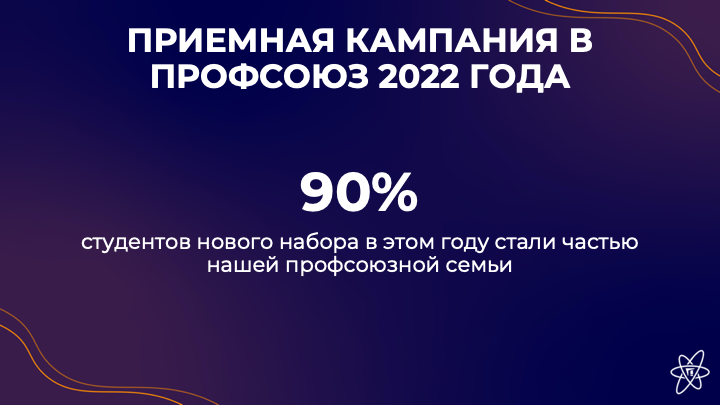 ПРИЕМНАЯ КАМПАНИЯ В
ПРОФСОЮЗ 2022 ГОДА
90%
студентов нового набора в этом году стали частью
нашей профсоюзной семьи